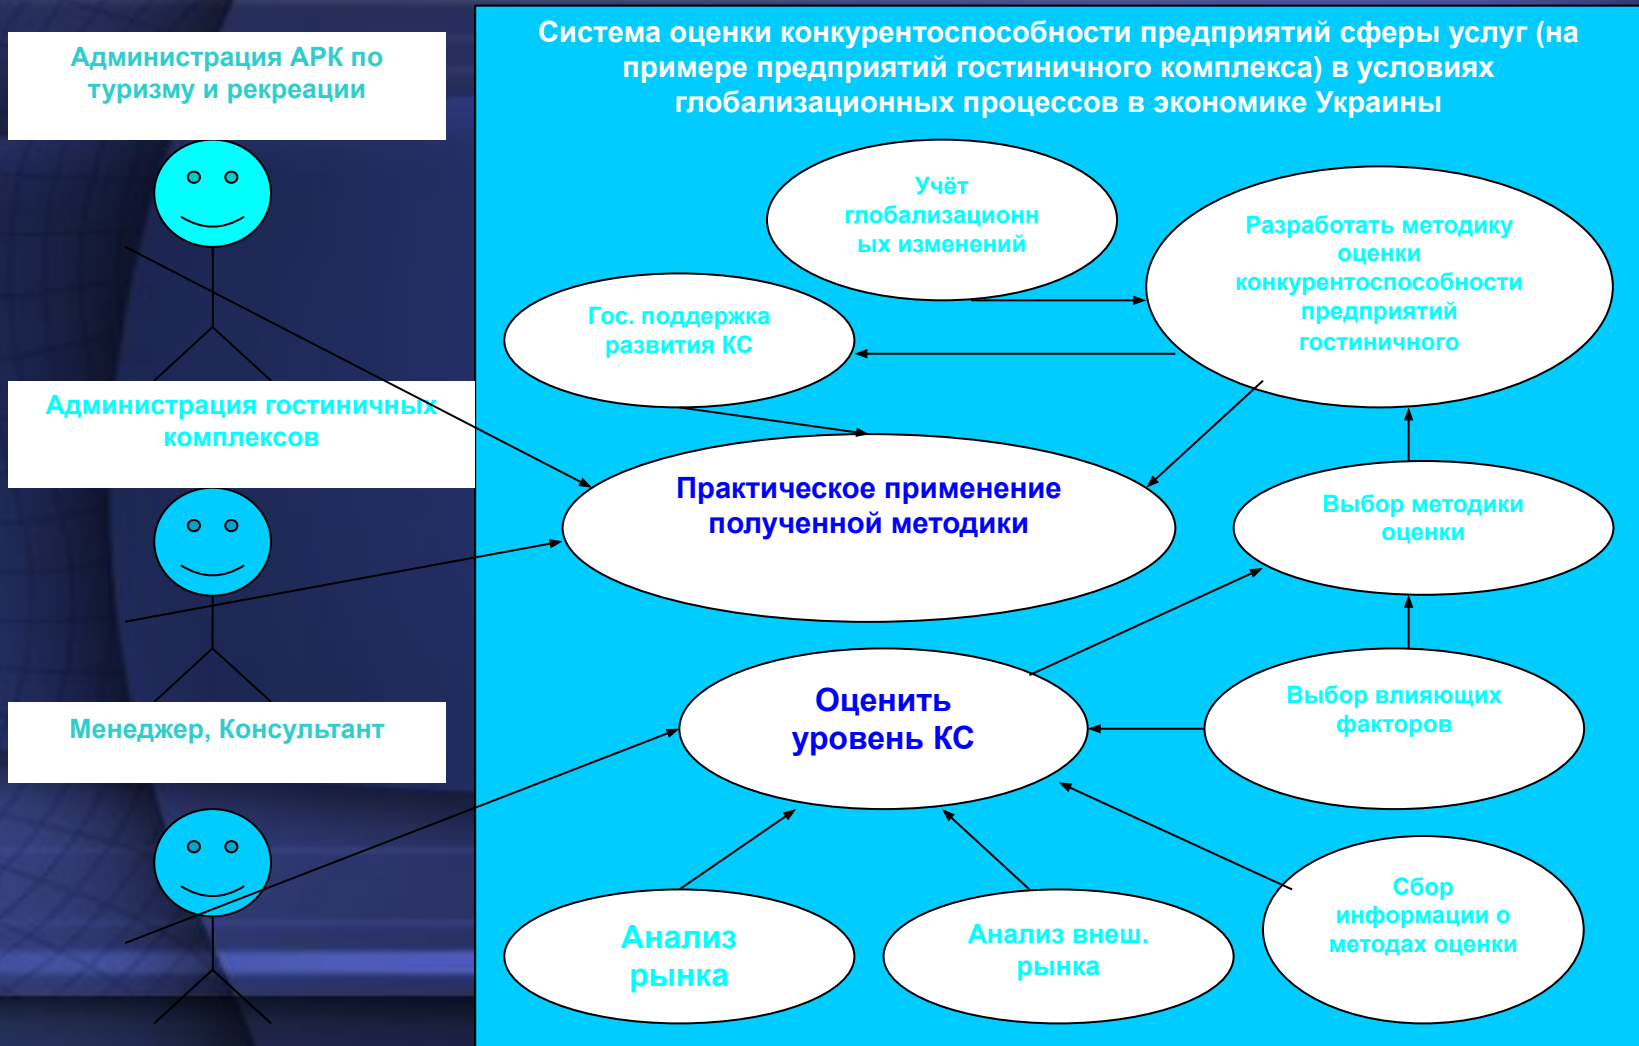 Администрация АРК по
туризму и рекреации
Система оценки конкурентоспособности предприятий сферы услуг (на
примере предприятий гостиничного комплекса) в условиях
глобализационных процессов в экономике Украины
Учёт
глобализационн
ых изменений
Разработать методику
оценки
конкурентоспособности
предприятий
гостиничного
Гос. поддержка
развития КС
Администрация гостиничных
комплексов
Практическое применение
полученной методики
Выбор методики
оценки
Менеджер, Консультант
Оценить
уровень КС
Выбор влияющих
факторов
Анализ
рынка
Анализ внеш.
рынка
Сбор
информации о
методах оценки